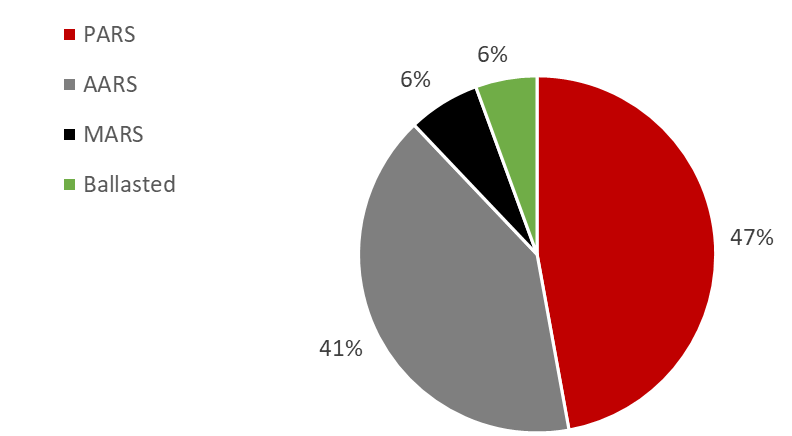 PARS
AARS
MARS
Ballasted
6%
6%
47%
41%